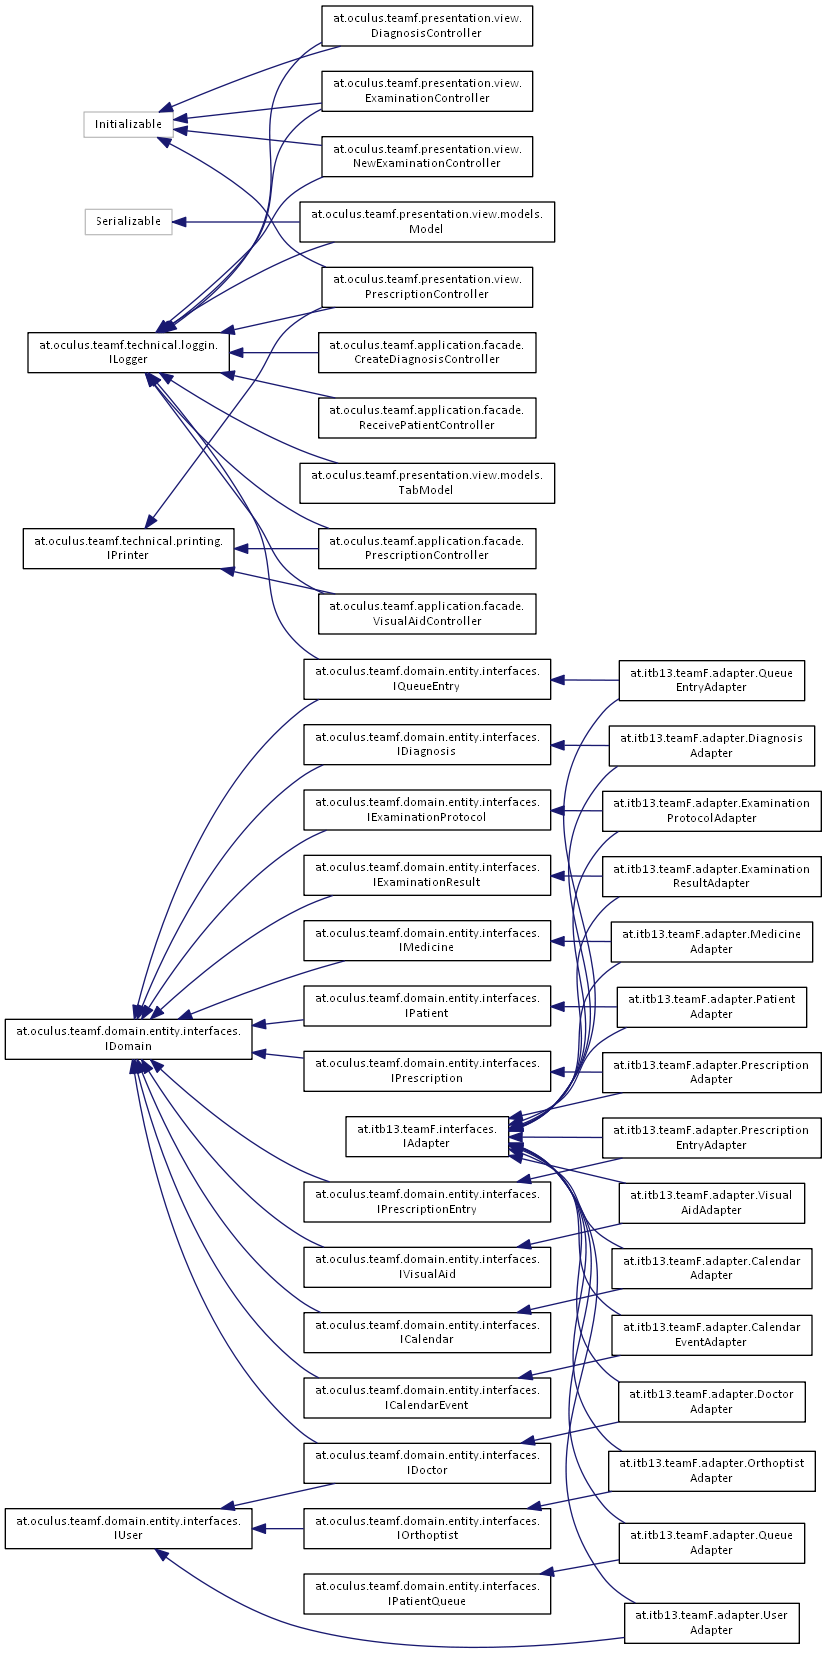 at.oculus.teamf.presentation.view.
DiagnosisController
at.oculus.teamf.presentation.view.
ExaminationController
Initializable
at.oculus.teamf.presentation.view.
NewExaminationController
Serializable
at.oculus.teamf.presentation.view.models.
Model
at.oculus.teamf.presentation.view.
PrescriptionController
at.oculus.teamf.technical.loggin.
ILogger
at.oculus.teamf.application.facade.
CreateDiagnosisController
at.oculus.teamf.application.facade.
ReceivePatientController
at.oculus.teamf.presentation.view.models.
TabModel
at.oculus.teamf.technical.printing.
IPrinter
at.oculus.teamf.application.facade.
PrescriptionController
at.oculus.teamf.application.facade.
VisualAidController
at.oculus.teamf.domain.entity.interfaces.
IQueueEntry
at.itb13.teamF.adapter.Queue
EntryAdapter
at.oculus.teamf.domain.entity.interfaces.
IDiagnosis
at.itb13.teamF.adapter.Diagnosis
Adapter
at.oculus.teamf.domain.entity.interfaces.
IExaminationProtocol
at.itb13.teamF.adapter.Examination
ProtocolAdapter
at.oculus.teamf.domain.entity.interfaces.
IExaminationResult
at.itb13.teamF.adapter.Examination
ResultAdapter
at.oculus.teamf.domain.entity.interfaces.
IMedicine
at.itb13.teamF.adapter.Medicine
Adapter
at.oculus.teamf.domain.entity.interfaces.
IPatient
at.itb13.teamF.adapter.Patient
Adapter
at.oculus.teamf.domain.entity.interfaces.
IDomain
at.oculus.teamf.domain.entity.interfaces.
IPrescription
at.itb13.teamF.adapter.Prescription
Adapter
at.itb13.teamF.interfaces.
IAdapter
at.itb13.teamF.adapter.Prescription
EntryAdapter
at.oculus.teamf.domain.entity.interfaces.
IPrescriptionEntry
at.itb13.teamF.adapter.Visual
AidAdapter
at.oculus.teamf.domain.entity.interfaces.
IVisualAid
at.itb13.teamF.adapter.Calendar
Adapter
at.oculus.teamf.domain.entity.interfaces.
ICalendar
at.itb13.teamF.adapter.Calendar
EventAdapter
at.oculus.teamf.domain.entity.interfaces.
ICalendarEvent
at.itb13.teamF.adapter.Doctor
Adapter
at.oculus.teamf.domain.entity.interfaces.
IDoctor
at.itb13.teamF.adapter.Orthoptist
Adapter
at.oculus.teamf.domain.entity.interfaces.
IUser
at.oculus.teamf.domain.entity.interfaces.
IOrthoptist
at.itb13.teamF.adapter.Queue
Adapter
at.oculus.teamf.domain.entity.interfaces.
IPatientQueue
at.itb13.teamF.adapter.User
Adapter